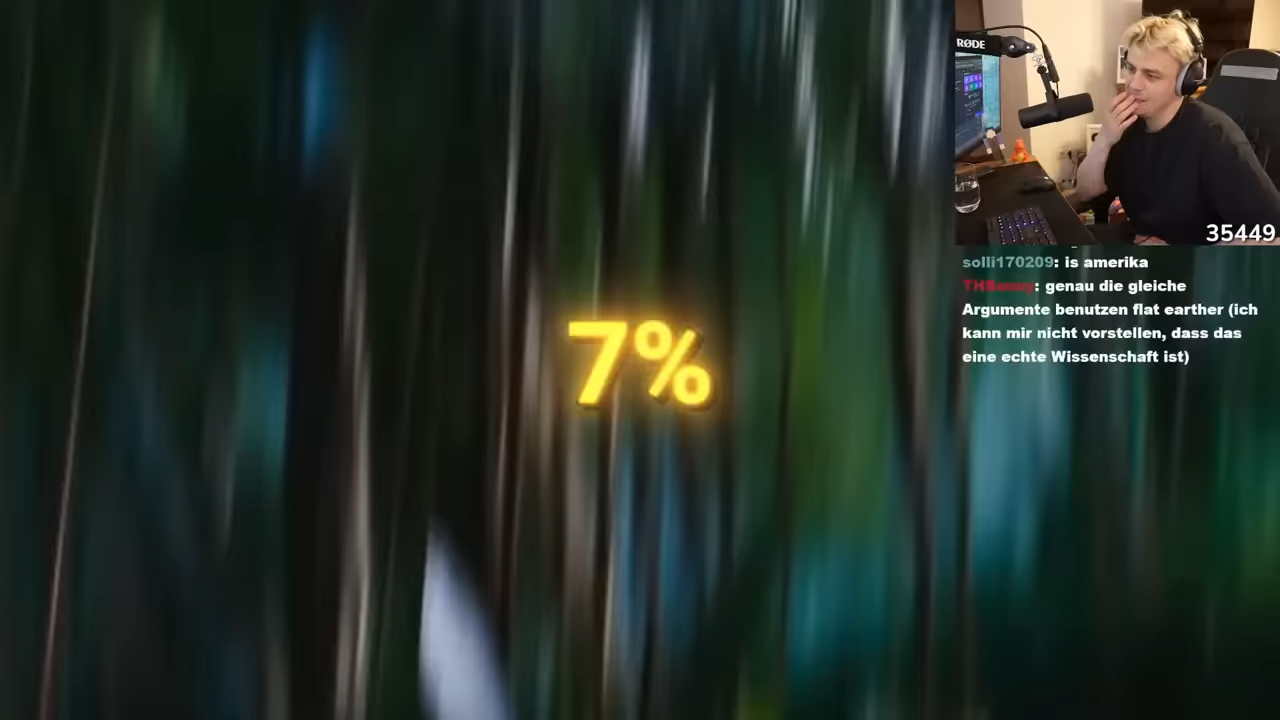 RØDE
35449
solli170209: is amerika
: genau die gleiche
Argumente benutzen flat earther (ich
kann mir nicht vorstellen, dass das
eine echte Wissenschaft ist)
7%